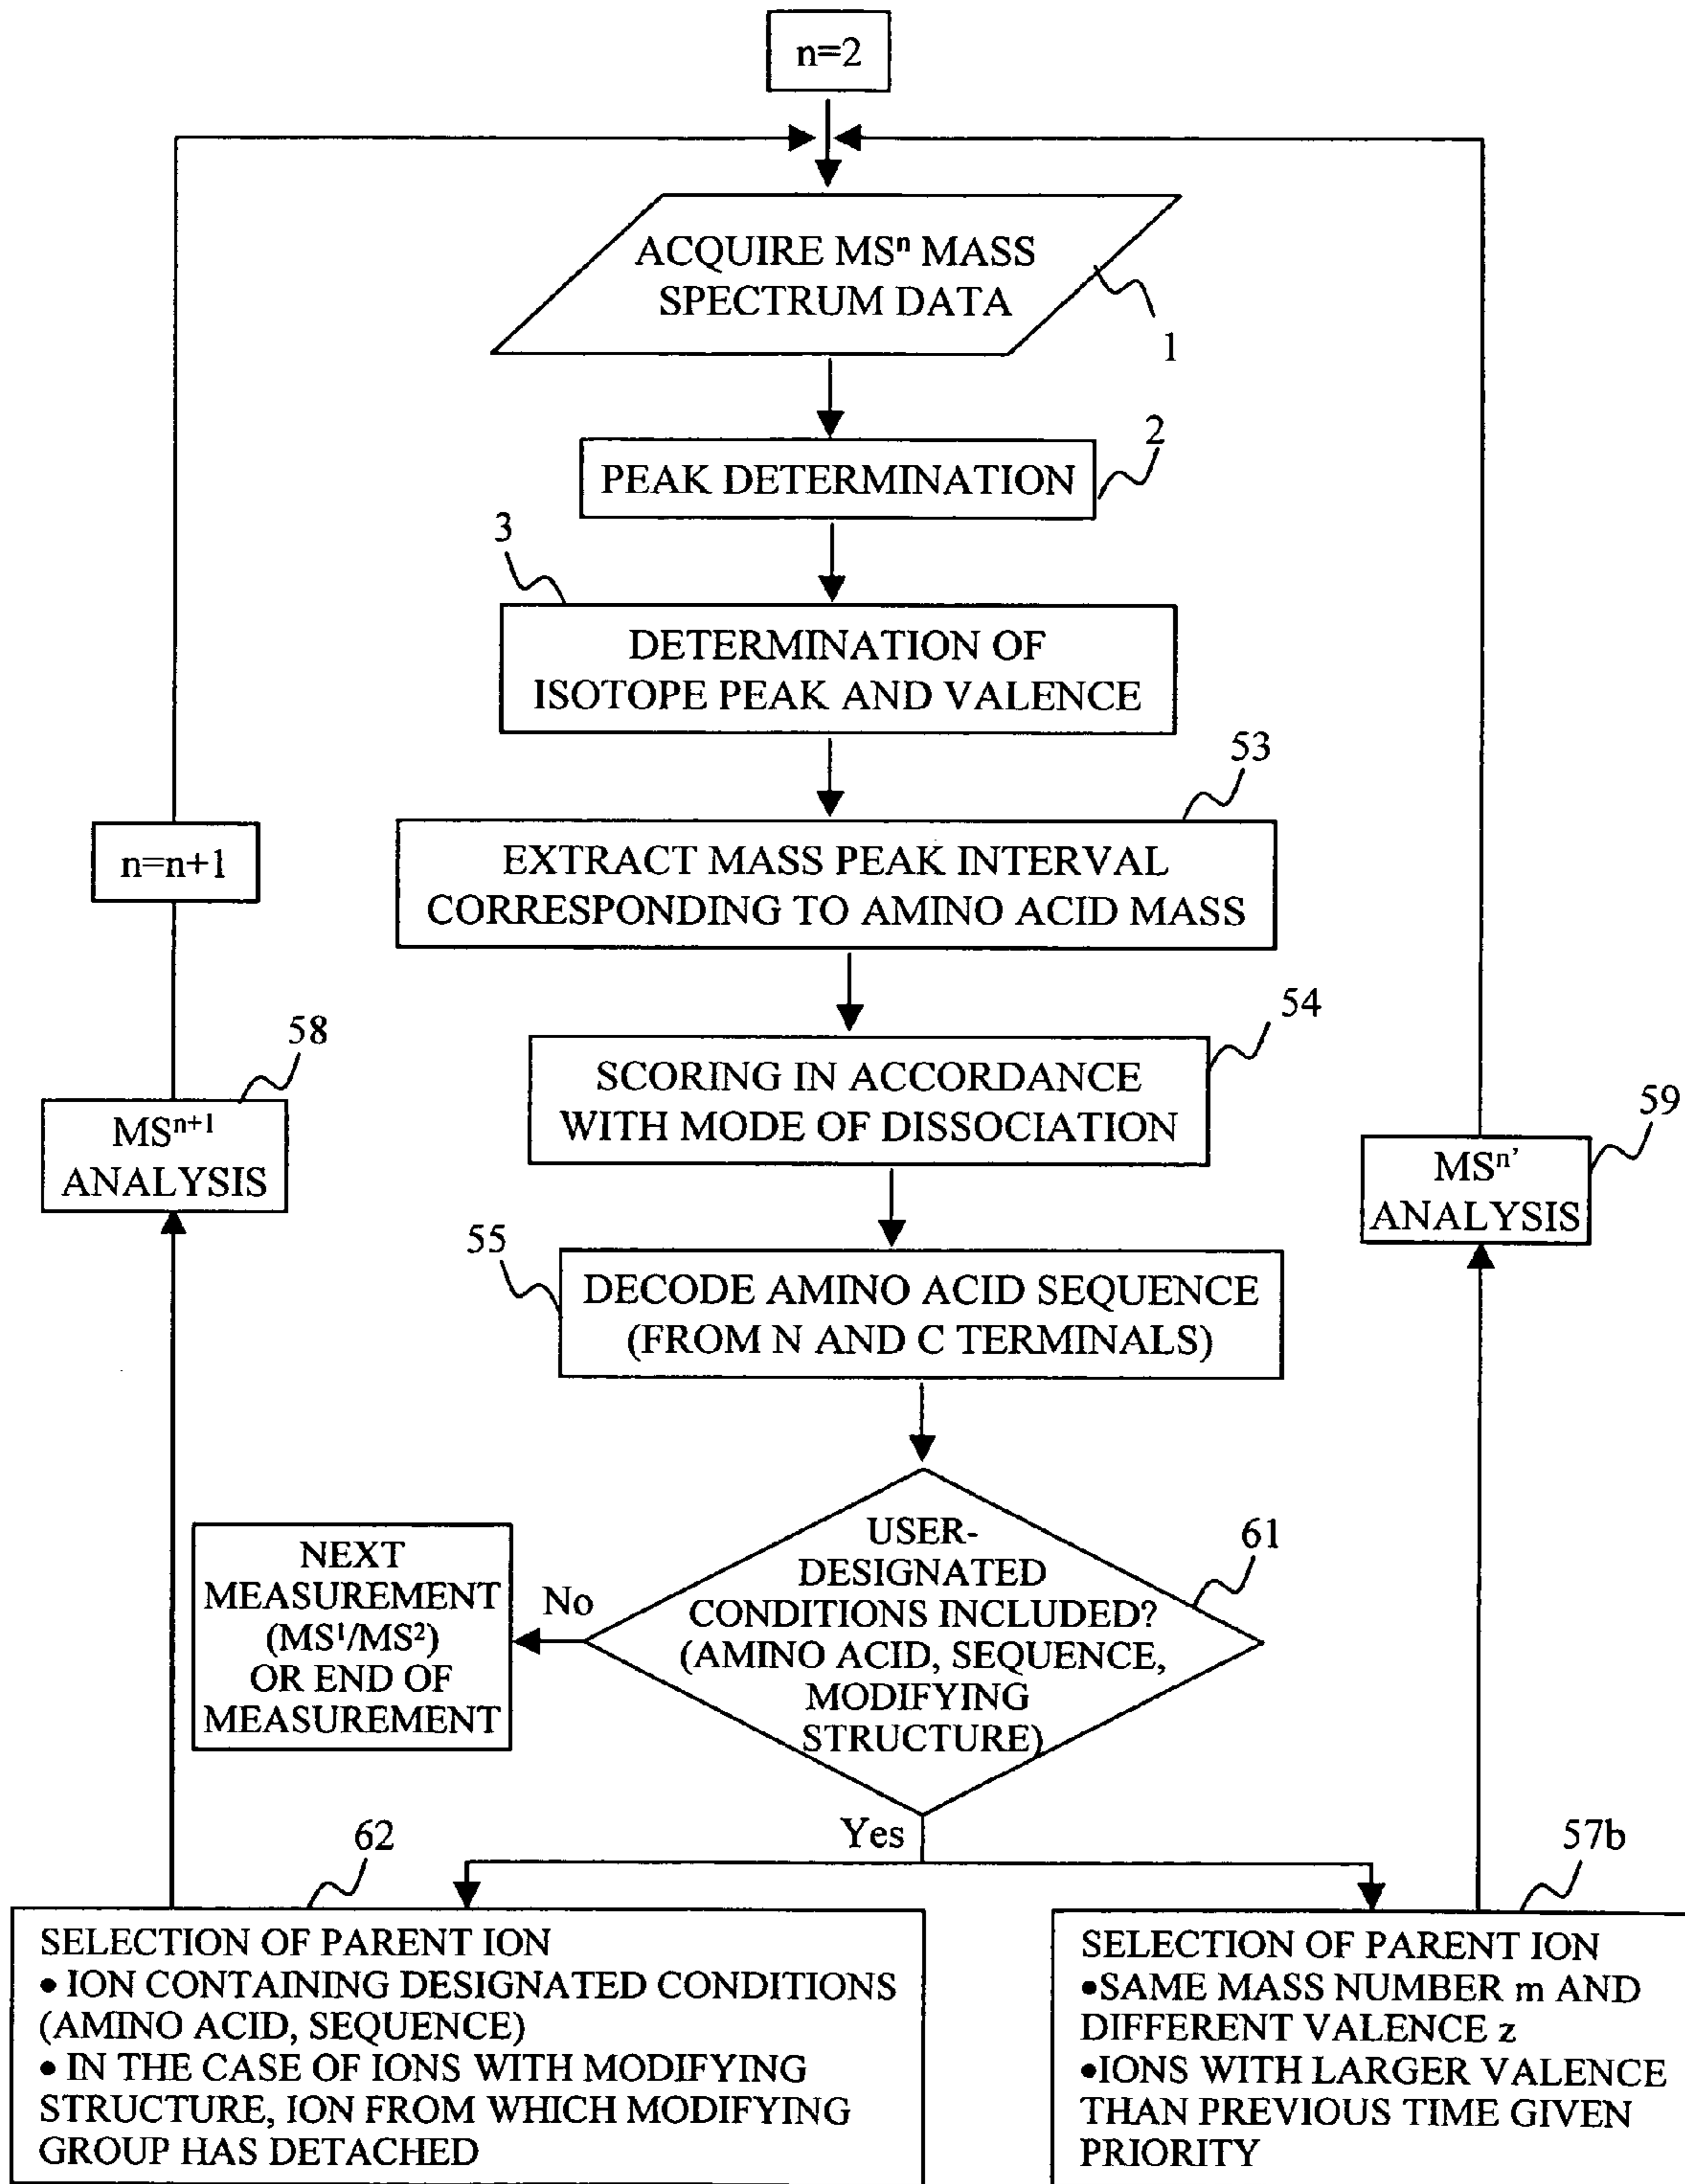 n=2
ACQUIRE MSⁿ MASS
SPECTRUM DATA
1
2
PEAK DETERMINATION
3
DETERMINATION OF
ISOTOPE PEAK AND VALENCE
53
EXTRACT MASS PEAK INTERVAL
CORRESPONDING TO AMINO ACID MASS
n=n+1
54
SCORING IN ACCORDANCE
WITH MODE OF DISSOCIATION
58
MSⁿ⁺¹
ANALYSIS
59
MSⁿ’
ANALYSIS
55
DECODE AMINO ACID SEQUENCE
(FROM N AND C TERMINALS)
61
USER-
DESIGNATED
CONDITIONS INCLUDED?
(AMINO ACID, SEQUENCE,
MODIFYING
STRUCTURE)
No
NEXT
MEASUREMENT
(MS¹/MS²)
OR END OF
MEASUREMENT
Yes
62
SELECTION OF PARENT ION
• ION CONTAINING DESIGNATED CONDITIONS
(AMINO ACID, SEQUENCE)
• IN THE CASE OF IONS WITH MODIFYING
STRUCTURE, ION FROM WHICH MODIFYING
GROUP HAS DETACHED
57b
SELECTION OF PARENT ION
•SAME MASS NUMBER m AND
DIFFERENT VALENCE z
•IONS WITH LARGER VALENCE
THAN PREVIOUS TIME GIVEN
PRIORITY